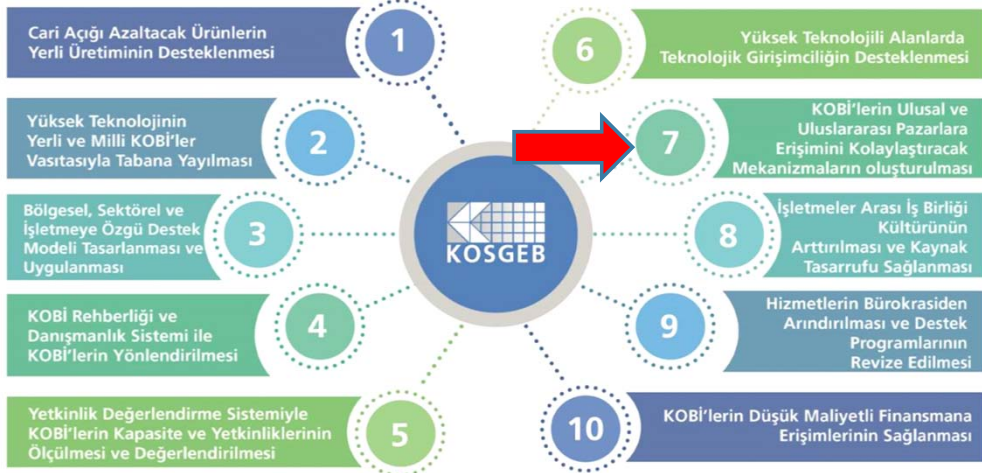 Cari Açığı Azaltacak Ürünlerin
Yerli Üretiminin Desteklenmesi
1
Yüksek Teknolojinin
Yerli ve Milli KOBİ'ler
Vasıtasıyla Tabana Yayılması
2
Bölgesel, Sektörel ve
İşletmeye Özgü Destek
Modeli Tasarlanması ve
Uygulanması
3
KOBİ Rehberliği ve
Danışmanlık Sistemi ile
KOBİ'lerin Yönlendirilmesi
4
Yetkinlik Değerlendirme Sistemiyle
KOBİ'lerin Kapasite ve Yetkinliklerinin
Ölçülmesi ve Değerlendirilmesi
5
KOSGEB
6
Yüksek Teknolojili Alanlarda
Teknolojik Girişimciliğin Desteklenmesi
7
KOBİ'lerin Ulusal ve
Uluslararası Pazarlara
Erişimini Kolaylaştıracak
Mekanizmaların oluşturulması
8
İşletmeler Arası İş Birliği
Kültürünün
Arttırılması ve Kaynak
Tasarrufu Sağlanması
9
Hizmetlerin Bürokrasiden
Arındırılması ve Destek
Programlarının
Revize Edilmesi
10
KOBİ'lerin Düşük Maliyetli Finansmana
Erişimlerinin Sağlanması